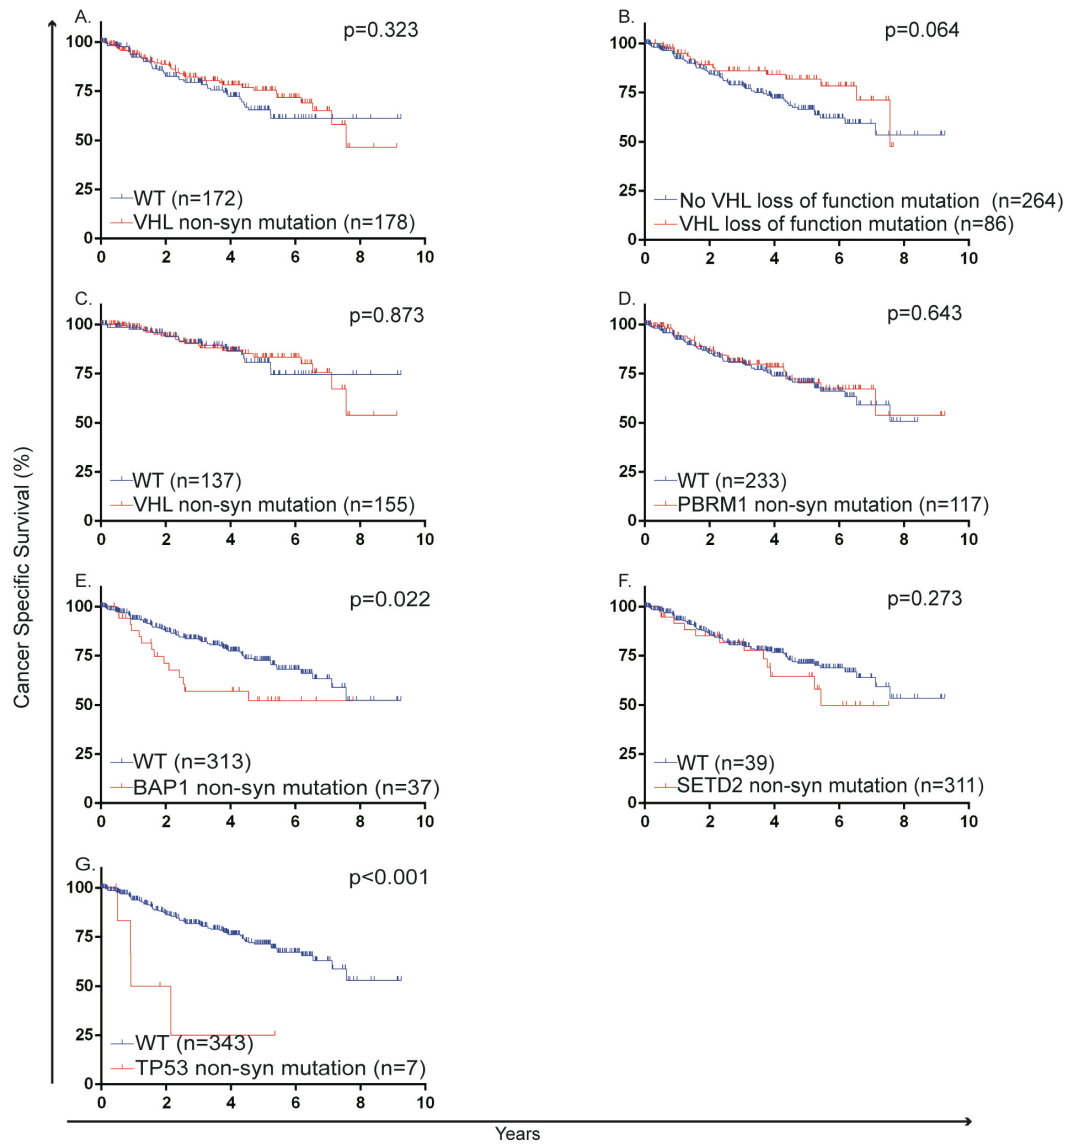 A.
p=0.323
100
75
50
25
0
WT (n=172)
VHL non-syn mutation (n=178)
0 2 4 6 8 10
B.
p=0.064
100
75
50
25
0
No VHL loss of function mutation (n=264)
VHL loss of function mutation (n=86)
0 2 4 6 8 10
C.
p=0.873
100
75
50
25
0
WT (n=137)
VHL non-syn mutation (n=155)
0 2 4 6 8 10
D.
p=0.643
100
75
50
25
0
WT (n=233)
PBRM1 non-syn mutation (n=117)
0 2 4 6 8 10
E.
p=0.022
100
75
50
25
0
WT (n=313)
BAP1 non-syn mutation (n=37)
0 2 4 6 8 10
F.
p=0.273
100
75
50
25
0
WT (n=39)
SETD2 non-syn mutation (n=311)
0 2 4 6 8 10
G.
p<0.001
100
75
50
25
0
WT (n=343)
TP53 non-syn mutation (n=7)
0 2 4 6 8 10
Cancer Specific Survival (%)
Years